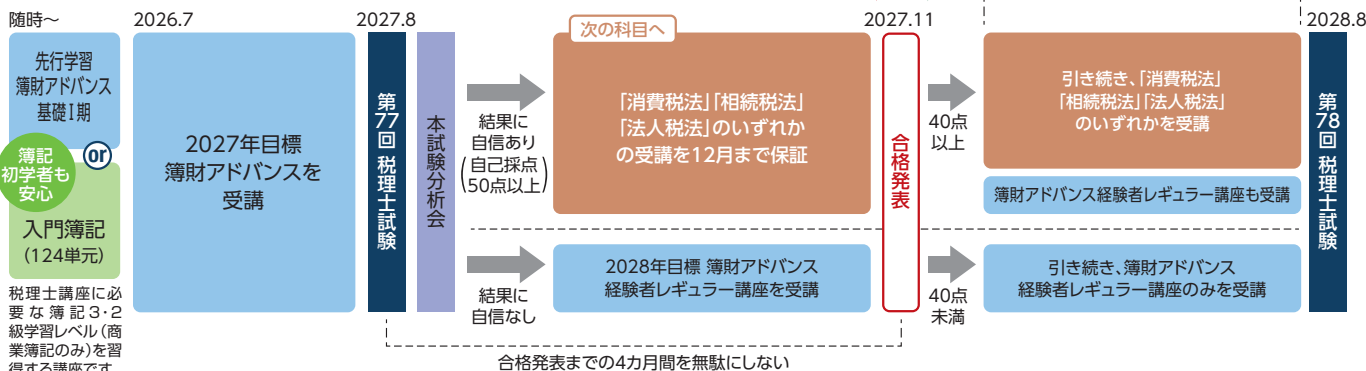 随時～
2026.7
2027.8
2027.11
2028.8
先行学習
簿財アドバンス
基礎Ⅰ期
簿記
初学者も
安心
or
入門簿記
(124単元)
税理士講座に必
要な簿記3・2
級学習レベル(商
業簿記のみ)を習
得する講座です
2027年目標
簿財アドバンスを
受講
第77回 税理士試験
本試験分析会
結果に
自信あり
(自己採点
50点以上)
次の科目へ
「消費税法」「相続税法」
「法人税法」のいずれか
の受講を12月まで保証
結果に
自信なし
2028年目標 簿財アドバンス
経験者レギュラー講座を受講
合格発表
40点
以上
引き続き、「消費税法」
「相続税法」「法人税法」
のいずれかを受講
簿財アドバンス経験者レギュラー講座も受講
40点
未満
引き続き、簿財アドバンス
経験者レギュラー講座のみを受講
第78回 税理士試験
合格発表までの4カ月間を無駄にしない